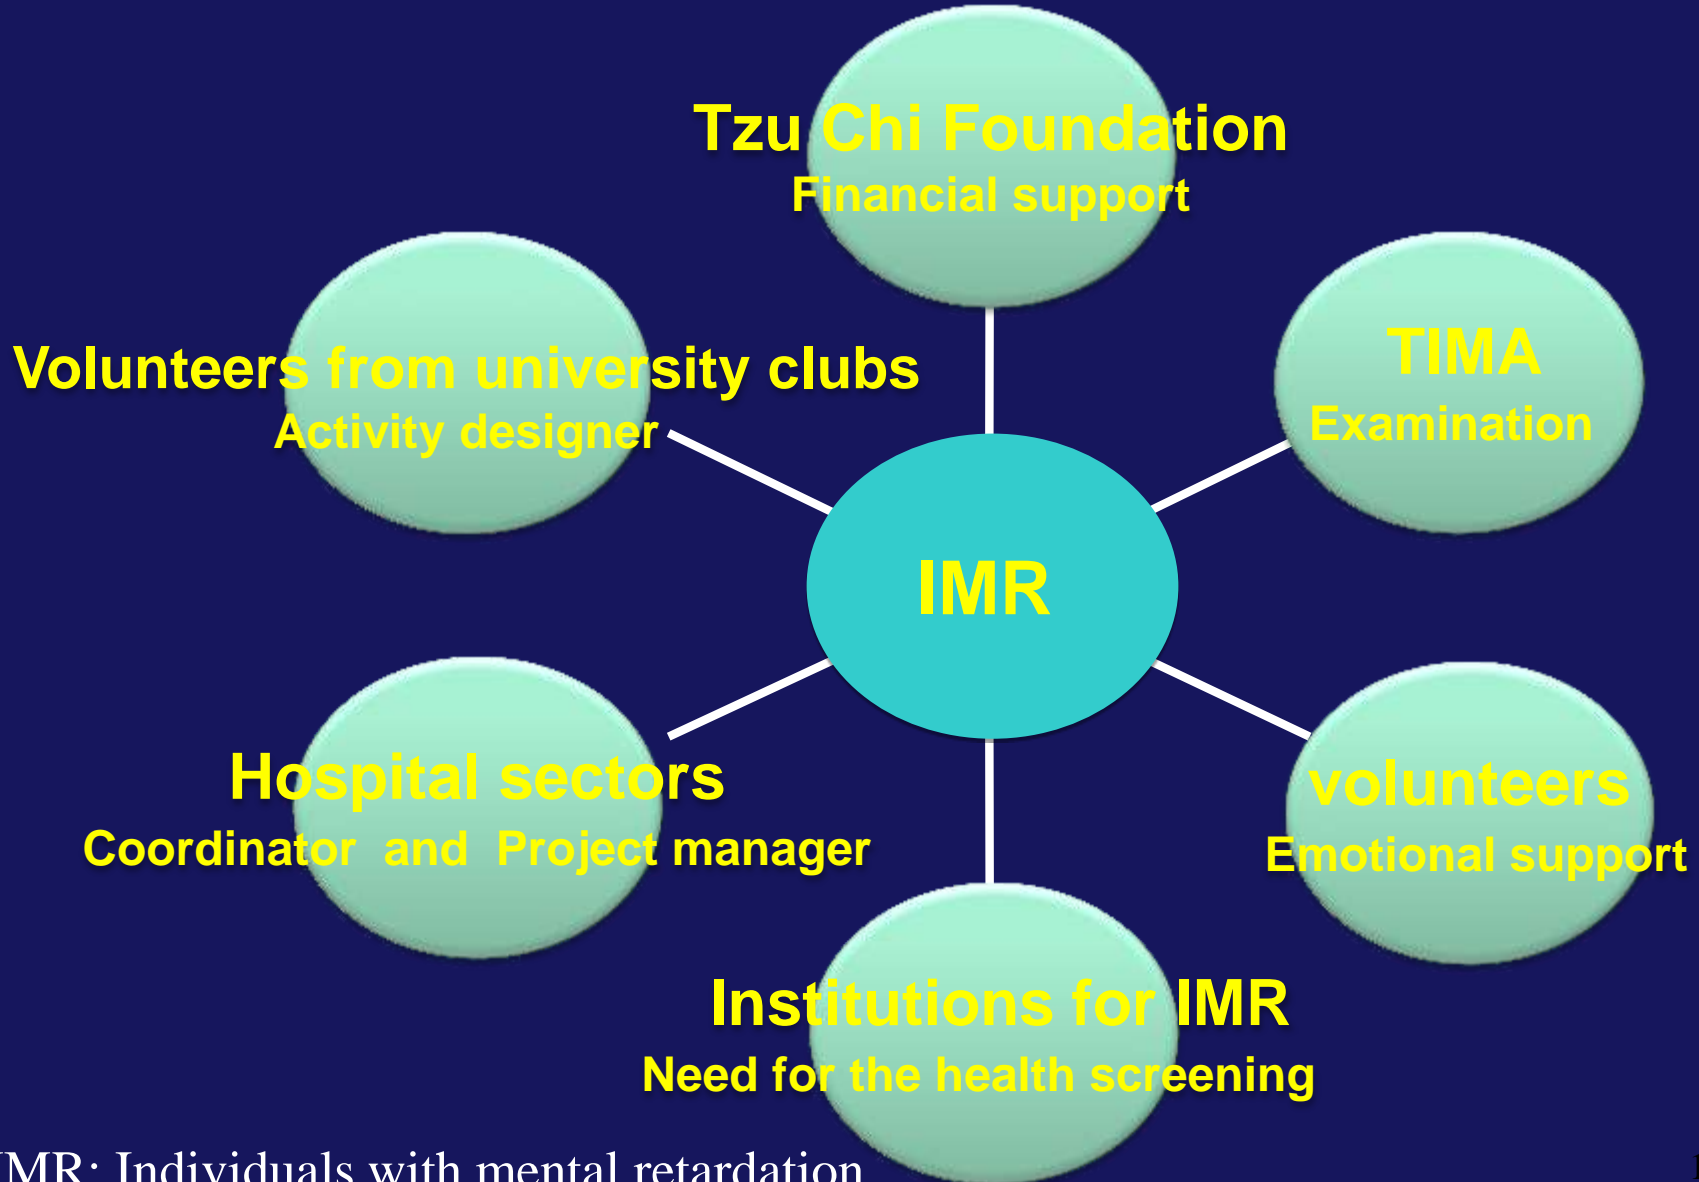 Tzu Chi Foundation
Financial support
TIMA
Examination
Volunteers from university clubs
Activity designer
IMR
Hospital sectors
Coordinator and Project manager
volunteers
Emotional support
Institutions for IMR
Need for the health screening
IMR: Individuals with mental retardation